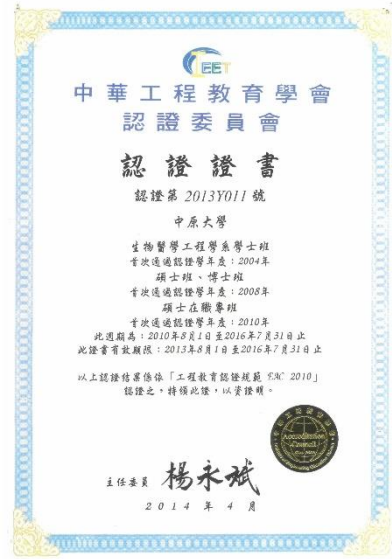 IEET
中華工程教育學會
認證委員會
認證證書
認證第 2013Y011 號
中原大學
生物醫學工程學系學士班
首次通過認證學年度：2004年
碩士班、博士班
首次通過認證學年度：2008年
碩士在職專班
首次通過認證學年度：2010年
此週期為：2010年8月1日至2016年7月31日止
此證書有效期限：2013年8月1日至2016年7月31日止
以上認證結果係依「工程教育認證規範 EAC 2010」
認證之，特頒此證，以資證明。
Accreditation
Council
主任委員 楊永斌
2014 年 4 月